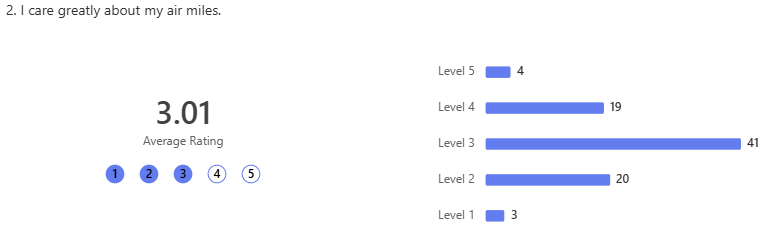 2. I care greatly about my air miles.
3.01
Average Rating
1 2 3 4 5
Level 5 4
Level 4 19
Level 3 41
Level 2 20
Level 1 3